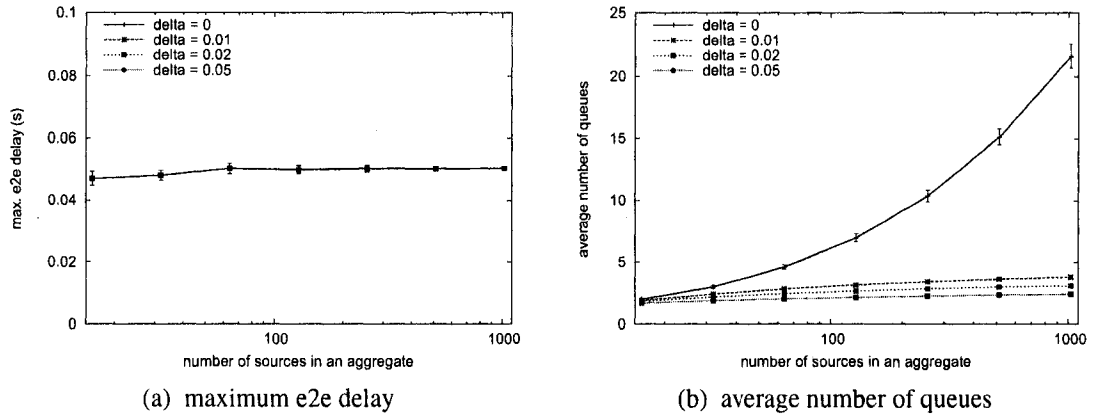 delta = 0
delta = 0.01
delta = 0.02
delta = 0.05
0.1
0.08
0.06
0.04
0.02
0
max. e2e delay (s)
100
1000
number of sources in an aggregate
(a) maximum e2e delay
delta = 0
delta = 0.01
delta = 0.02
delta = 0.05
25
20
15
10
5
0
average number of queues
100
1000
number of sources in an aggregate
(b) average number of queues